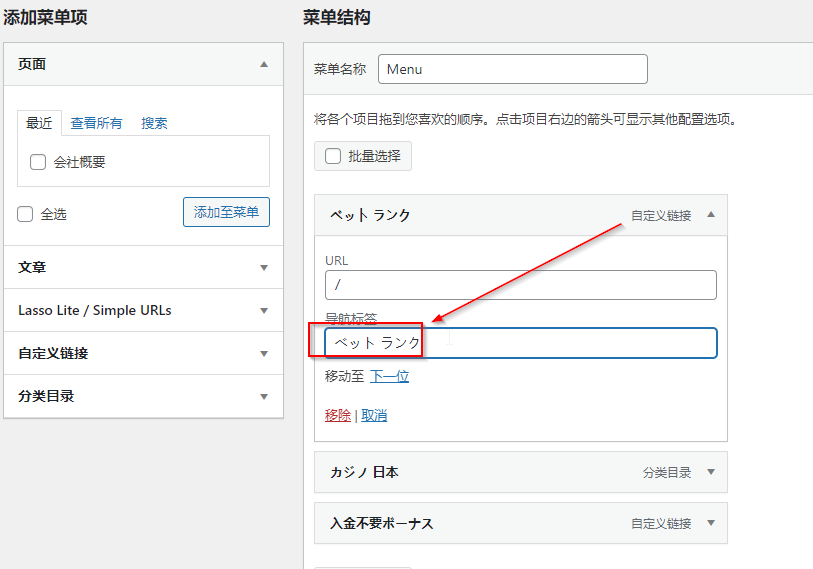 添加菜单项
页面
最近 查看所有 搜索
会社概要
全选 添加至菜单
文章
Lasso Lite / Simple URLs
自定义链接
分类目录
菜单结构
菜单名称 Menu
将各个项目拖到您喜欢的顺序。点击项目右边的箭头可显示其他配置选项。
批量选择
ベット ランク 自定义链接
URL
/
导航标签
ベット ランク
移动至 下一位
移除 | 取消
カジノ 日本 分类目录
入金不要ボーナス 自定义链接